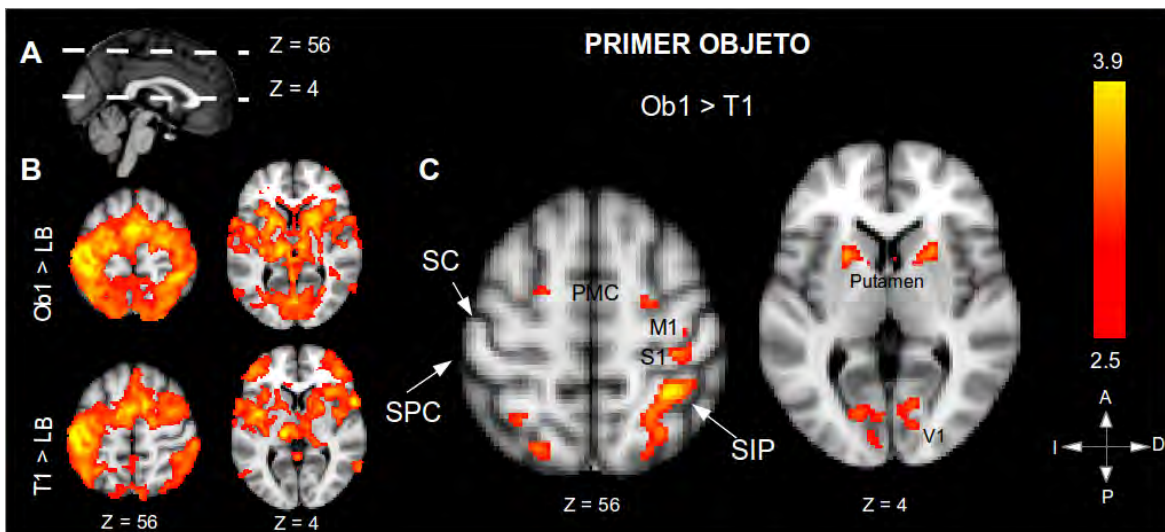 A
Z = 56
Z = 4
PRIMER OBJETO
Ob1 > T1
3.9
2.5
B
Ob1 > LB
T1 > LB
Z = 56
Z = 4
C
SC
SPC
PMC
M1
S1
SIP
Z = 56
Putamen
V1
Z = 4
A
I
D
P